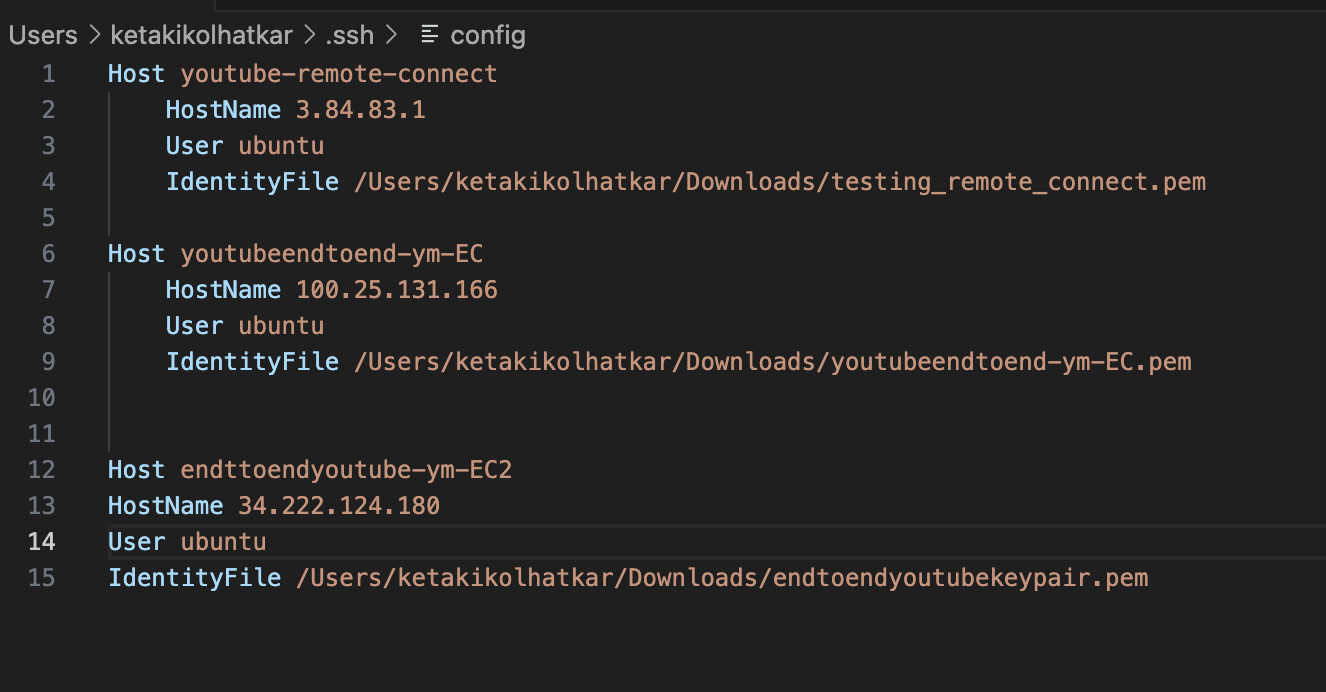 Users > ketakikolhatkar > .ssh > config
1 Host youtube-remote-connect
2 HostName 3.84.83.1
3 User ubuntu
4 IdentityFile /Users/ketakikolhatkar/Downloads/testing_remote_connect.pem
5
6 Host youtubeendtoend-ym-EC
7 HostName 100.25.131.166
8 User ubuntu
9 IdentityFile /Users/ketakikolhatkar/Downloads/youtubeendtoend-ym-EC.pem
10
11
12 Host endttoendyoutube-ym-EC2
13 HostName 34.222.124.180
14 User ubuntu
15 IdentityFile /Users/ketakikolhatkar/Downloads/endtoendyoutubekeypair.pem